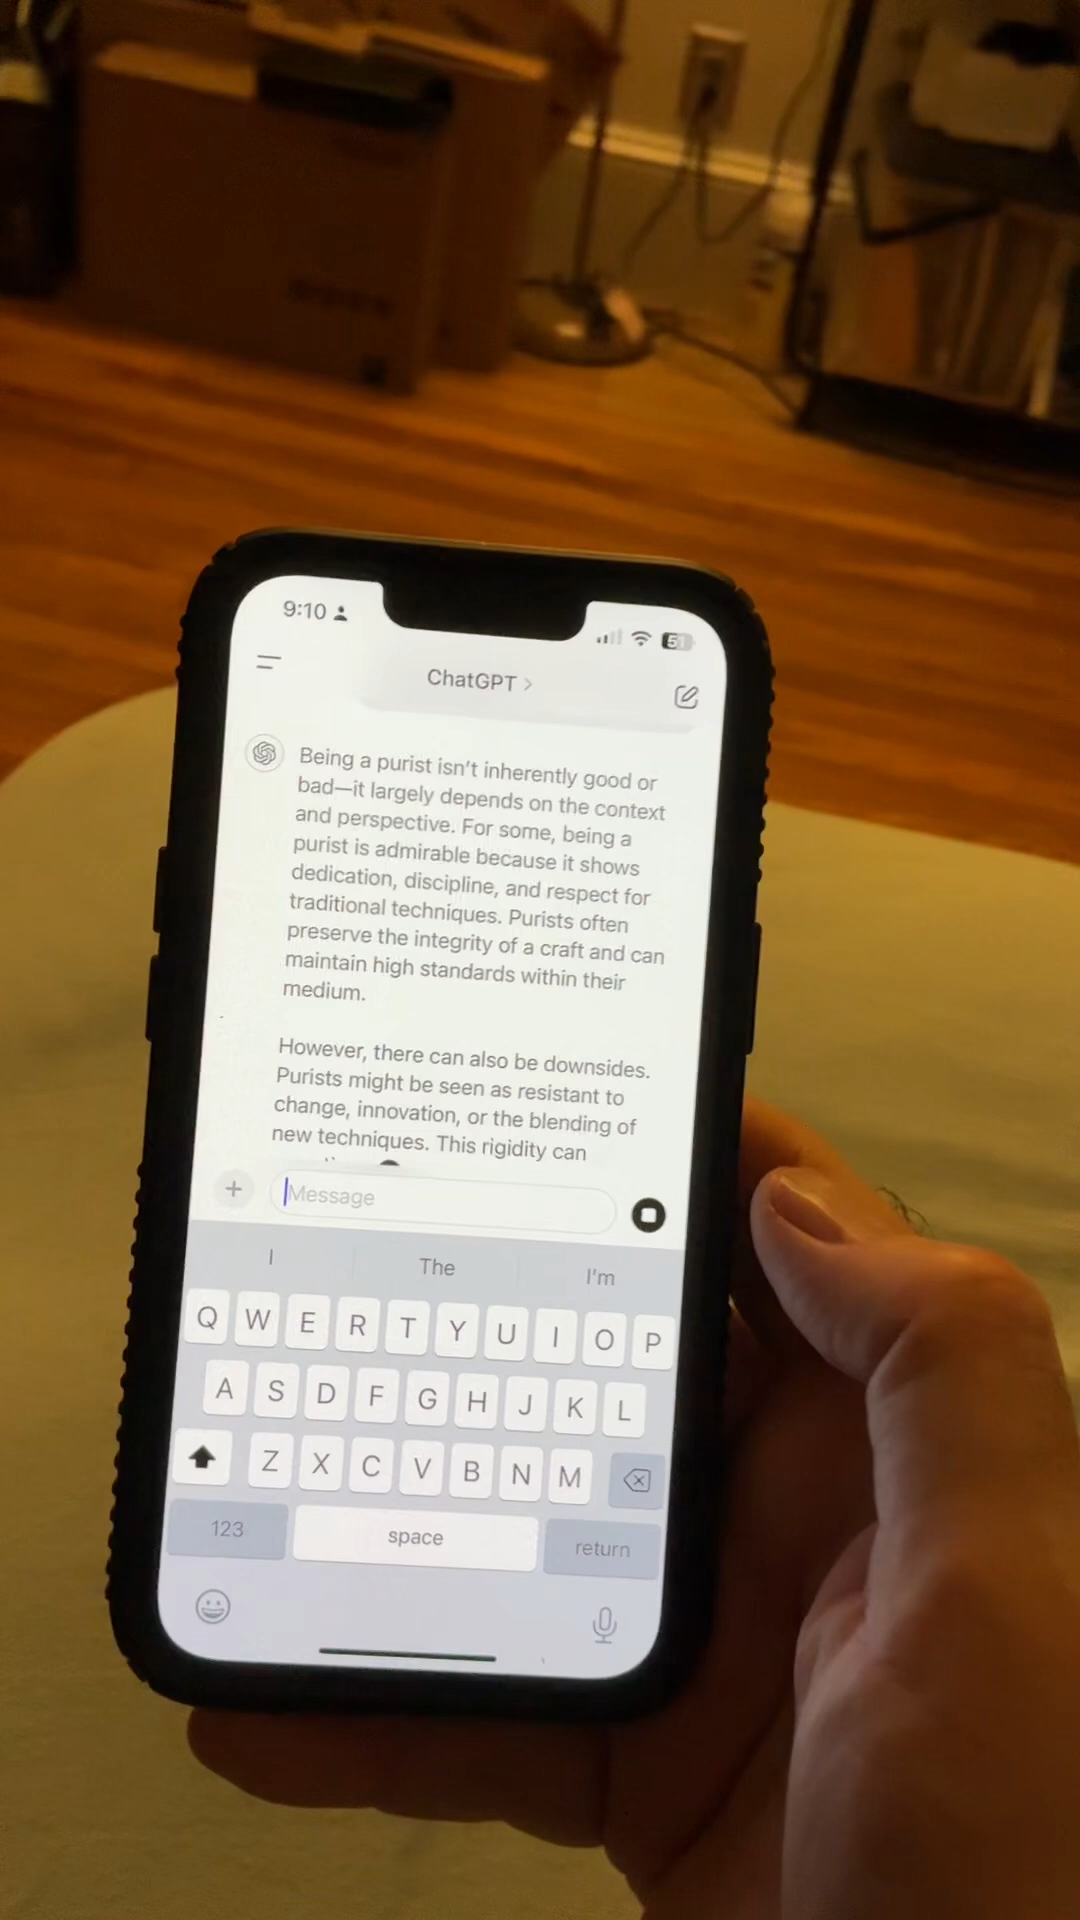 9:10
51
ChatGPT >
Being a purist isn't inherently good or
bad—it largely depends on the context
and perspective. For some, being a
purist is admirable because it shows
dedication, discipline, and respect for
traditional techniques. Purists often
preserve the integrity of a craft and can
maintain high standards within their
medium.
However, there can also be downsides.
Purists might be seen as resistant to
change, innovation, or the blending of
new techniques. This rigidity can
Message
I The I'm
Q W E R T Y U I O P
A S D F G H J K L
Z X C V B N M
123 space return